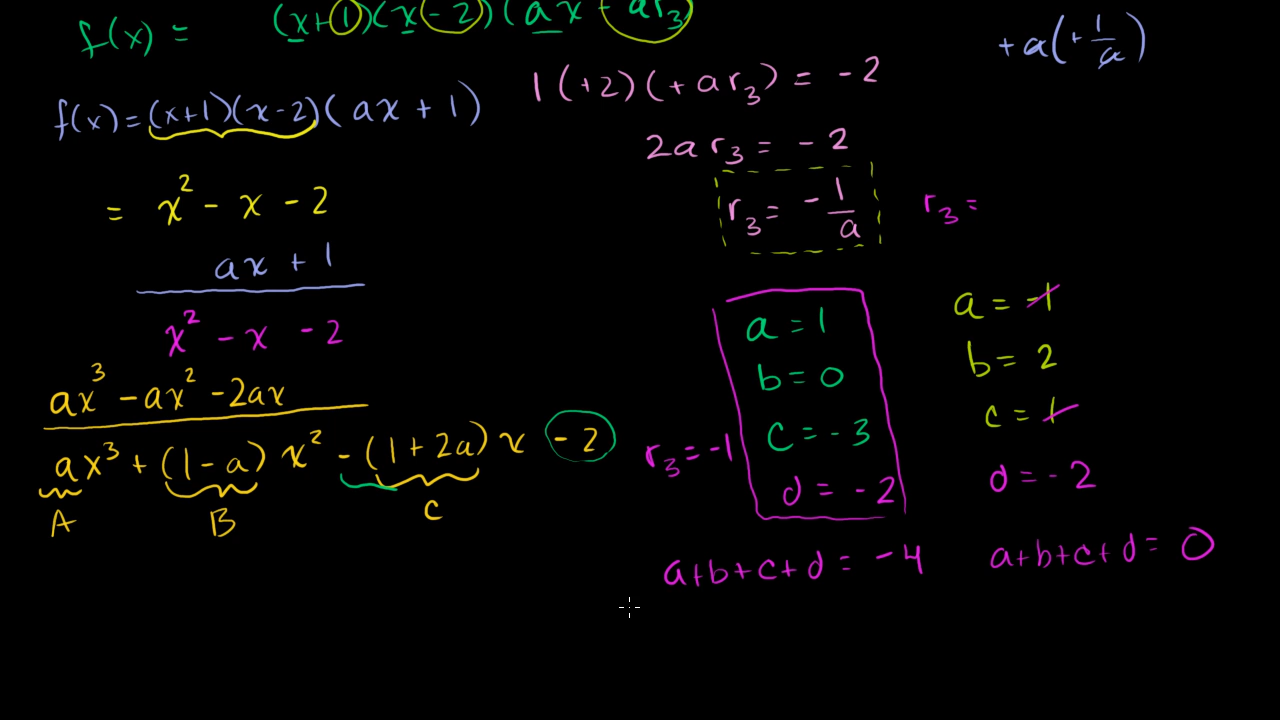 f(x) = (x+1)(x-2)(ax - ar₃)
+a(+1/a)
1(+2)(+ar₃) = -2
f(x)=(x+1)(x-2)(ax+1)
2ar₃ = -2
= x² - x - 2
r₃ = -1/a
r₃ =
ax + 1
x² - x - 2
ax³ - ax² - 2ax
ax³ + (1-a)x² - (1+2a)x - 2
A
B
C
r₃ = -1
a = 1
b = 0
c = -3
d = -2
a+b+c+d = -4
a = -1
b = 2
c = 1
d = -2
a+b+c+d = 0